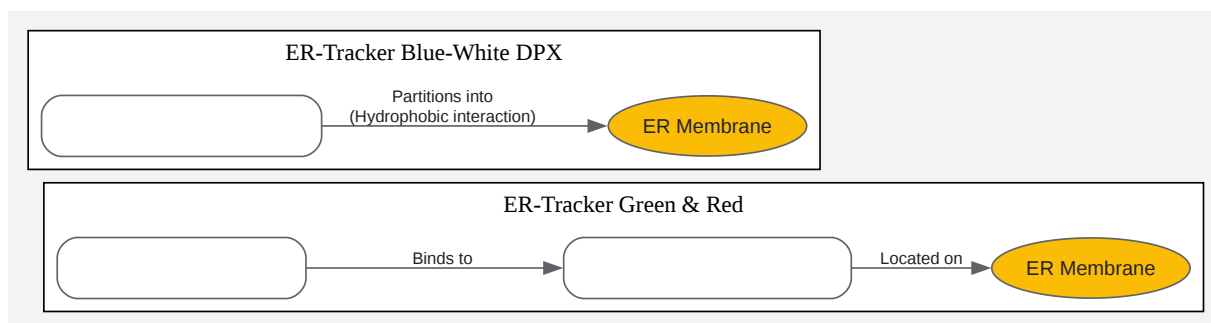 ER-Tracker Blue-White DPX
Partitions into
(Hydrophobic interaction)
ER Membrane
ER-Tracker Green & Red
Binds to
Located on
ER Membrane